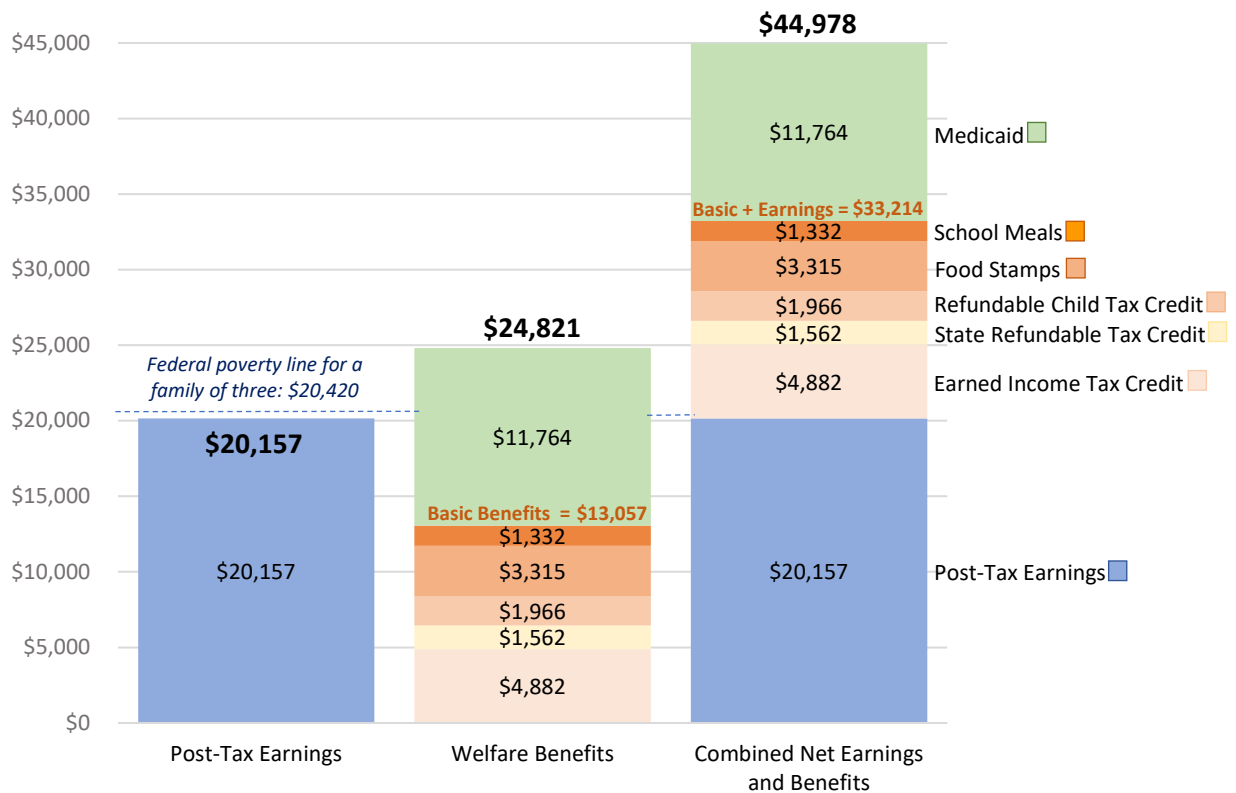 $44,978
$45,000
$40,000
$11,764
Medicaid
$35,000
Basic + Earnings = $33,214
$1,332
School Meals
$30,000
$3,315
Food Stamps
$1,966
Refundable Child Tax Credit
$24,821
$1,562
State Refundable Tax Credit
$25,000
Federal poverty line for a
family of three: $20,420
$4,882
Earned Income Tax Credit
$20,000
$20,157
$11,764
$15,000
Basic Benefits = $13,057
$1,332
$10,000
$20,157
$3,315
$20,157
Post-Tax Earnings
$1,966
$5,000
$1,562
$4,882
$0
Post-Tax Earnings
Welfare Benefits
Combined Net Earnings
and Benefits